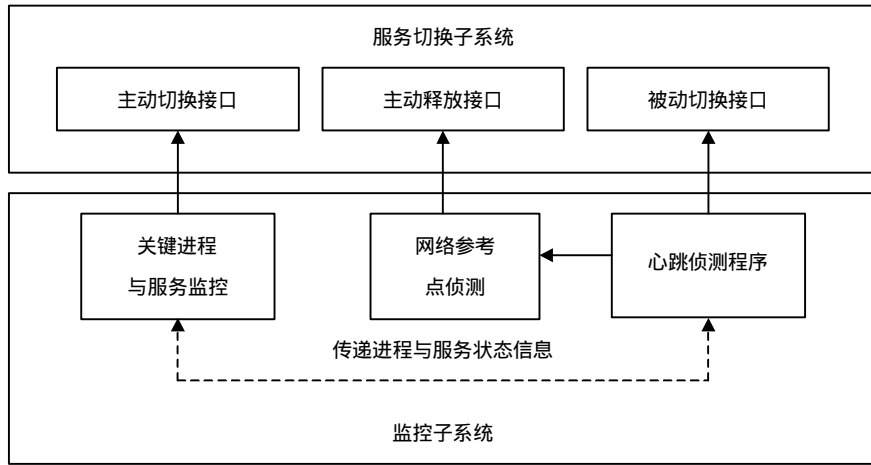 服务切换子系统
主动切换接口
主动释放接口
被动切换接口
关键进程
与服务监控
网络参考
点侦测
心跳侦测程序
传递进程与服务状态信息
监控子系统